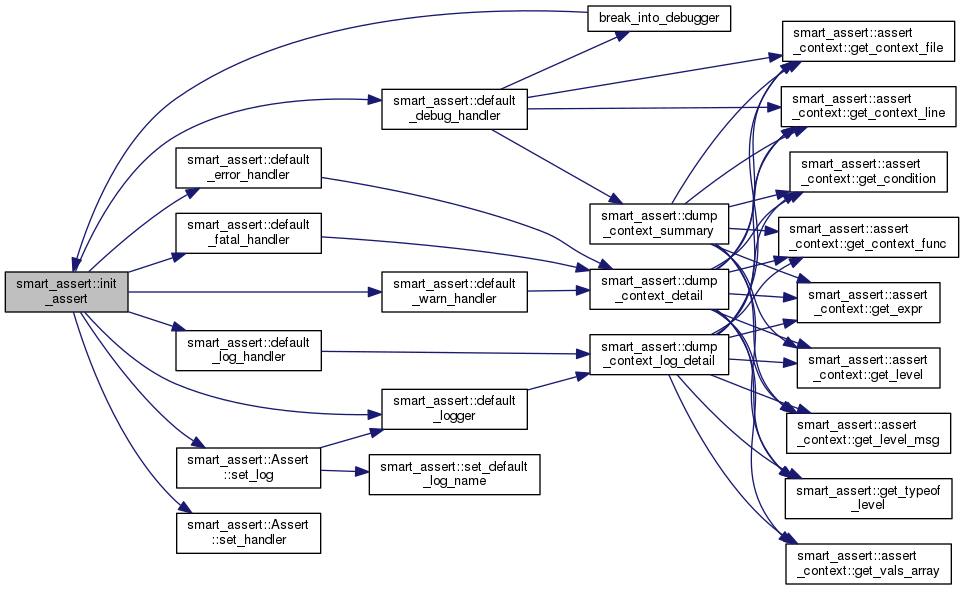 smart_assert::init
_assert
smart_assert::default
_error_handler
smart_assert::default
_fatal_handler
smart_assert::default
_log_handler
smart_assert::Assert
::set_log
smart_assert::Assert
::set_handler
smart_assert::default
_debug_handler
smart_assert::default
_warn_handler
smart_assert::default
_logger
smart_assert::set_default
_log_name
break_into_debugger
smart_assert::dump
_context_summary
smart_assert::dump
_context_detail
smart_assert::dump
_context_log_detail
smart_assert::assert
_context::get_context_file
smart_assert::assert
_context::get_context_line
smart_assert::assert
_context::get_condition
smart_assert::assert
_context::get_context_func
smart_assert::assert
_context::get_expr
smart_assert::assert
_context::get_level
smart_assert::assert
_context::get_level_msg
smart_assert::get_typeof
_level
smart_assert::assert
_context::get_vals_array